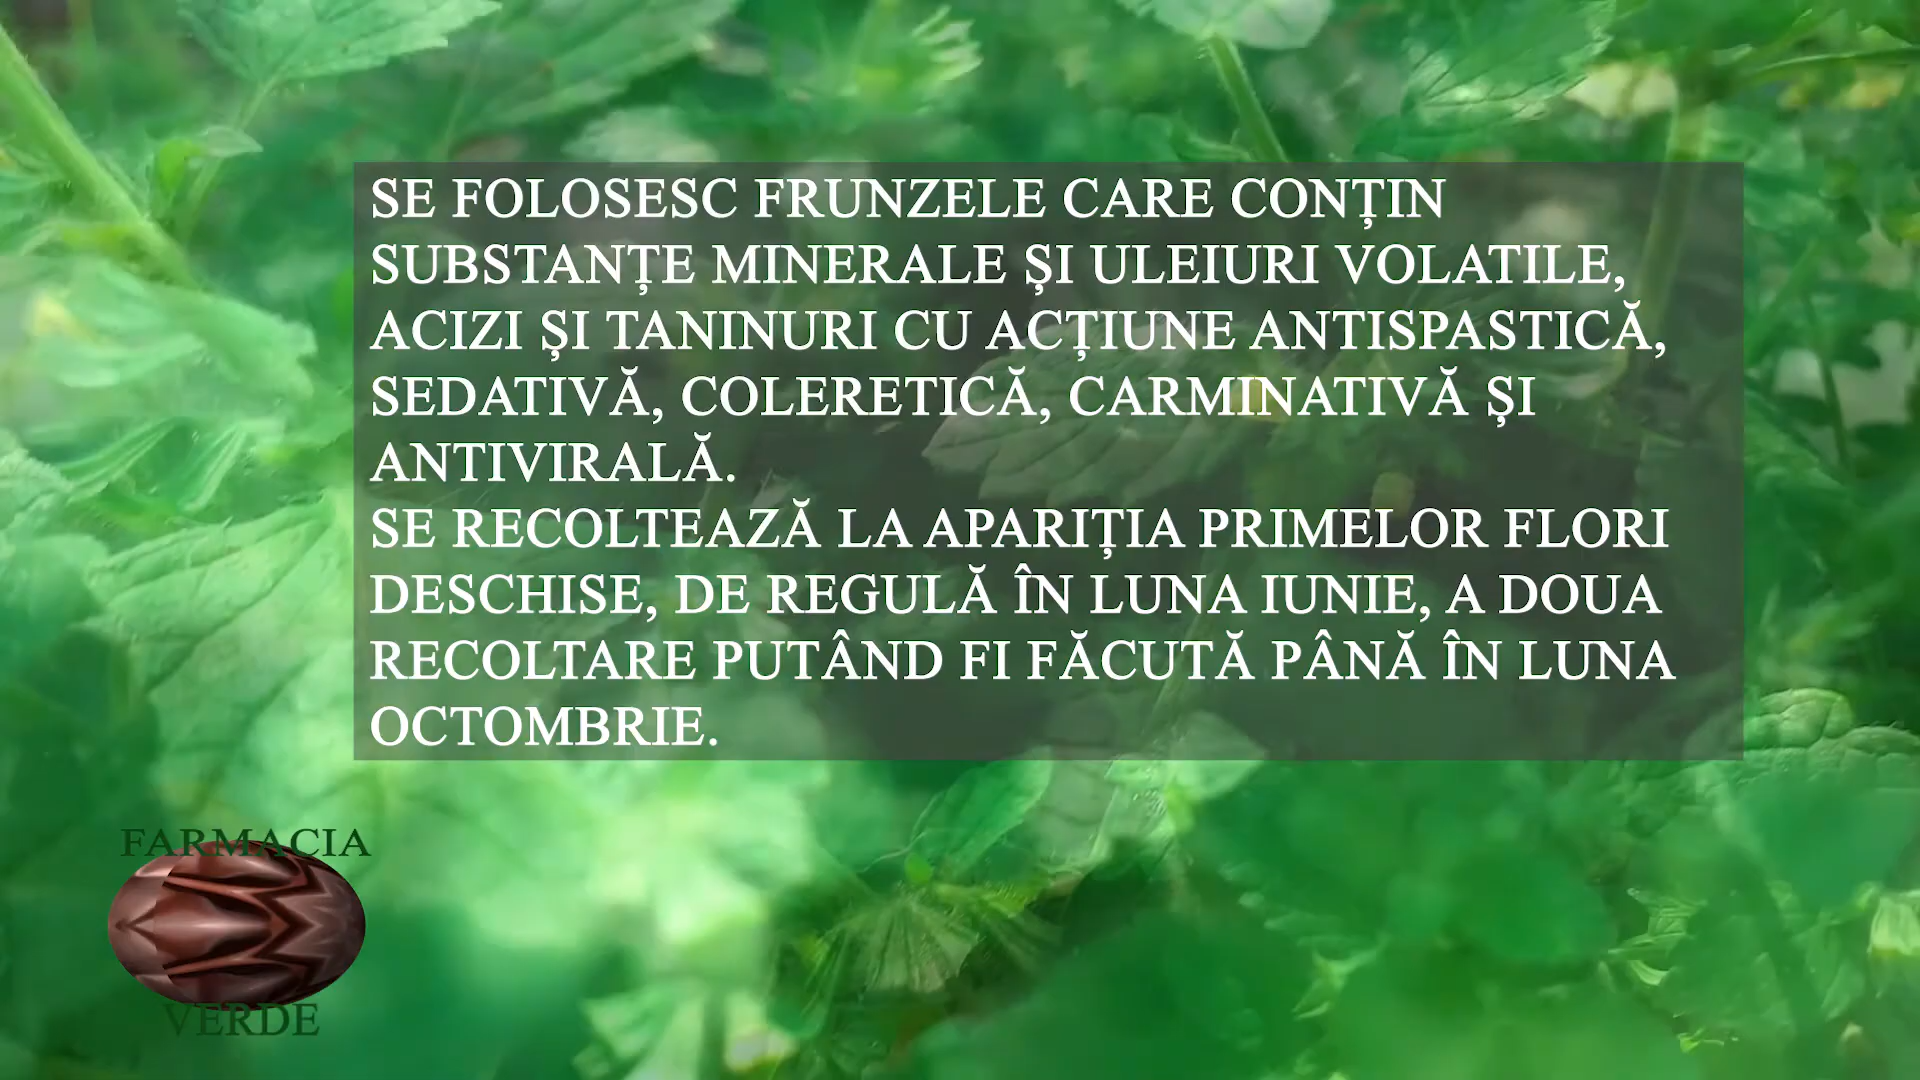 SE FOLOSESC FRUNZELE CARE CONȚIN
SUBSTANȚE MINERALE ȘI ULEIURI VOLATILE,
ACIZI ȘI TANINURI CU ACȚIUNE ANTISPASTICĂ,
SEDATIVĂ, COLERETICĂ, CARMINATIVĂ ȘI
ANTIVIRALĂ.
SE RECOLTEAZĂ LA APARIȚIA PRIMELOR FLORI
DESCHISE, DE REGULĂ ÎN LUNA IUNIE, A DOUA
RECOLTARE PUTÂND FI FĂCUTĂ PÂNĂ ÎN LUNA
OCTOMBRIE.
FARMACIA
VERDE